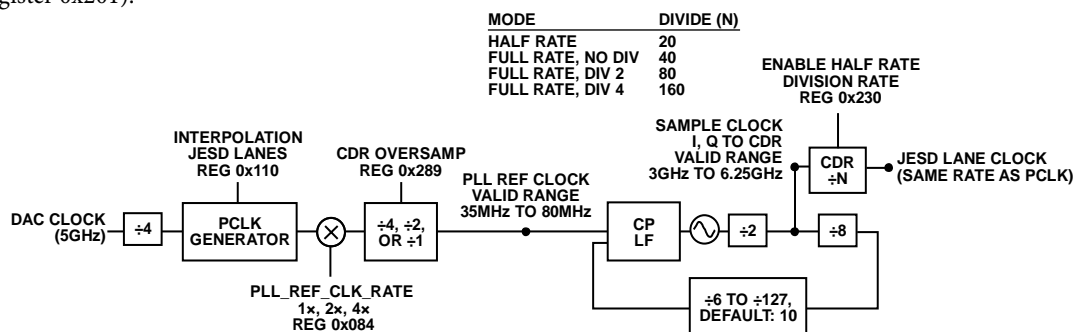 gister 0x201).
MODE DIVIDE (N)
HALF RATE 20
FULL RATE, NO DIV 40
FULL RATE, DIV 2 80
FULL RATE, DIV 4 160
ENABLE HALF RATE
DIVISION RATE
REG 0x230
INTERPOLATION
JESD LANES
REG 0x110
CDR OVERSAMP
REG 0x289
PLL REF CLOCK
VALID RANGE
35MHz TO 80MHz
SAMPLE CLOCK
I, Q TO CDR
VALID RANGE
3GHz TO 6.25GHz
CDR
÷N
JESD LANE CLOCK
(SAME RATE AS PCLK)
DAC CLOCK
(5GHz)
÷4
PCLK
GENERATOR
÷4, ÷2,
OR ÷1
CP
LF
÷2
÷8
PLL_REF_CLK_RATE
1×, 2×, 4×
REG 0x084
÷6 TO ÷127,
DEFAULT: 10